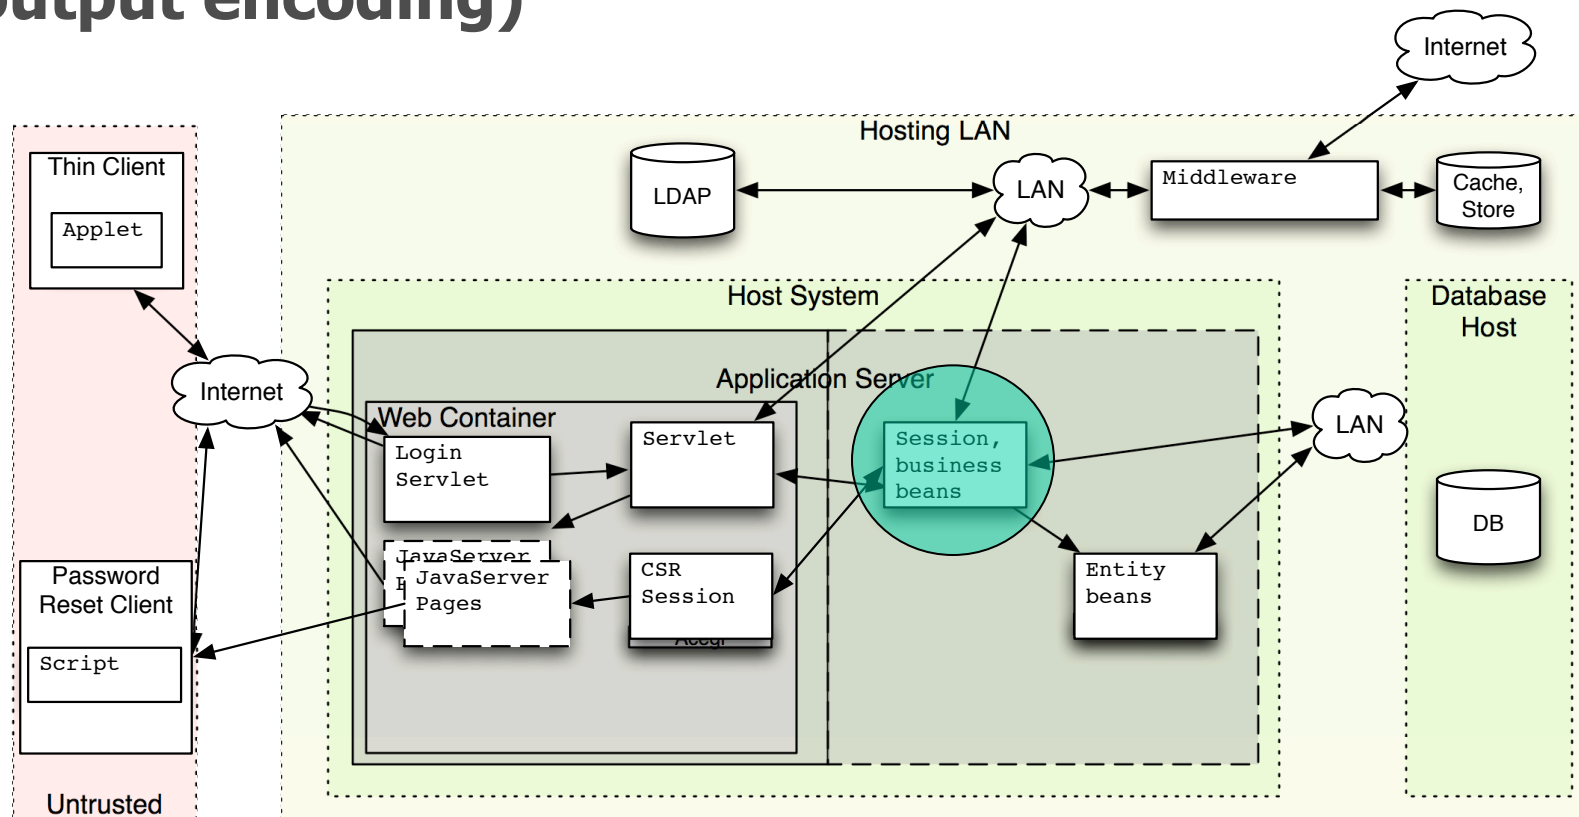 output encoding)
Internet
Hosting LAN
Thin Client
Applet
LDAP
LAN
Middleware
Cache,
Store
Host System
Database
Host
Internet
Application Server
Web Container
Login
Servlet
Servlet
Session,
business
beans
LAN
DB
JavaServer
JavaServer
Pages
CSR
Session
Acegi
Entity
beans
Password
Reset Client
Script
Untrusted